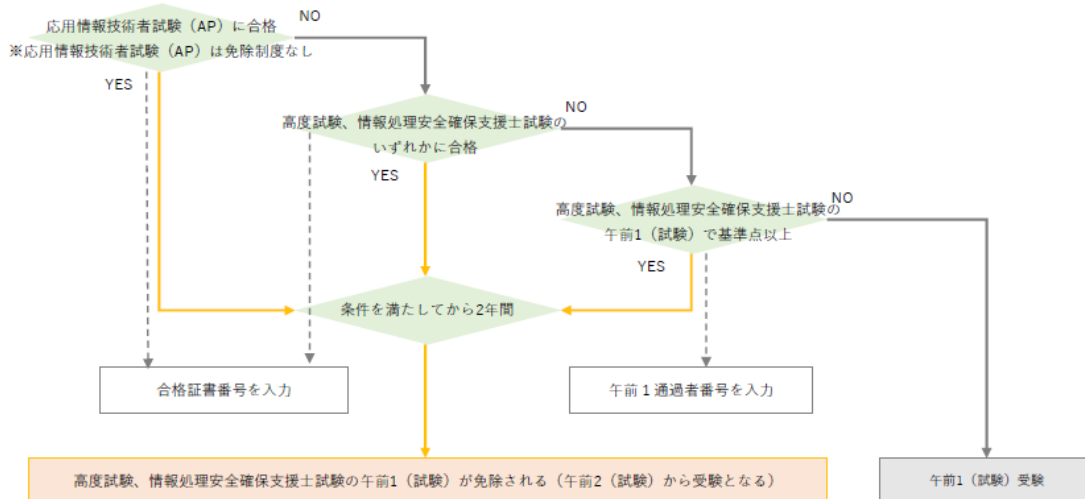 応用情報技術者試験（AP）に合格
※応用情報技術者試験（AP）は免除制度なし
NO
YES
高度試験、情報処理安全確保支援士試験の
いずれかに合格
NO
YES
高度試験、情報処理安全確保支援士試験の
午前1（試験）で基準点以上
NO
YES
条件を満たしてから2年間
合格証書番号を入力
午前１通過者番号を入力
高度試験、情報処理安全確保支援士試験の午前1（試験）が免除される（午前2（試験）から受験となる）
午前1（試験）受験